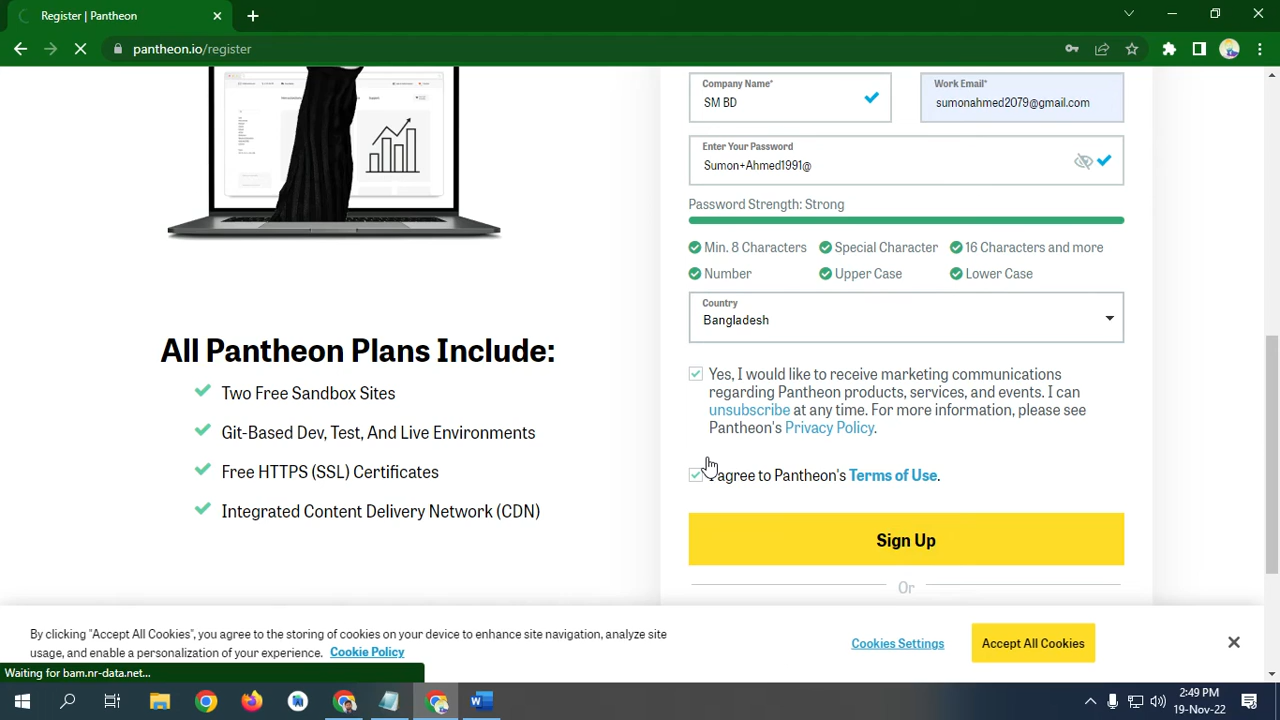 Register | Pantheon
pantheon.io/register
Company Name*
SM BD
Work Email*
sumonahmed2079@gmail.com
Enter Your Password
Sumon+Ahmed1991@
Password Strength: Strong
Min. 8 Characters
Special Character
16 Characters and more
Number
Upper Case
Lower Case
Country
Bangladesh
All Pantheon Plans Include:
Two Free Sandbox Sites
Git-Based Dev, Test, And Live Environments
Free HTTPS (SSL) Certificates
Integrated Content Delivery Network (CDN)
Yes, I would like to receive marketing communications
regarding Pantheon products, services, and events. I can
unsubscribe at any time. For more information, please see
Pantheon's Privacy Policy.
I agree to Pantheon's Terms of Use.
Sign Up
Or
By clicking "Accept All Cookies", you agree to the storing of cookies on your device to enhance site navigation, analyze site
usage, and enable a personalization of your experience. Cookie Policy
Cookies Settings
Accept All Cookies
Waiting for bam.nr-data.net...
2:49 PM
19-Nov-22